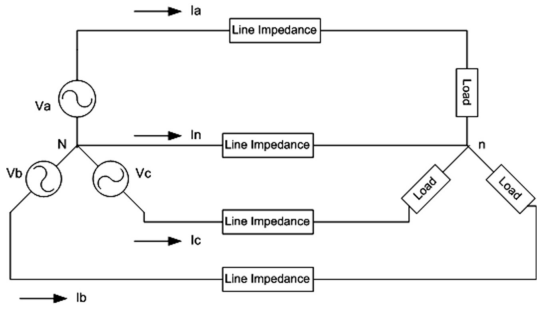 Ia
Line Impedance
Load
Va
N
In
Line Impedance
n
Vb
Vc
Load
Load
Line Impedance
Ic
Line Impedance
Ib